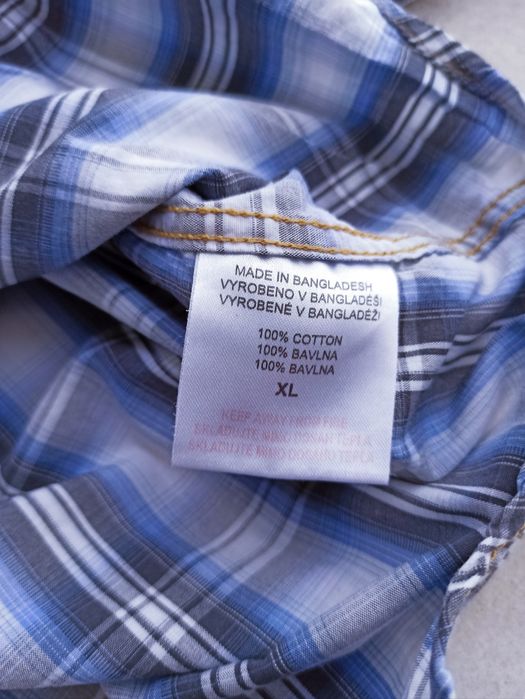 MADE IN BANGLADESH
VYROBENO V BANGLADÉŠI
VYROBENÉ V BANGLADÉŽI
100% COTTON
100% BAVLNA
100% BAVLNA
XL
KEEP AWAY FROM FIRE
SKLADUJTE MIMO DOSAH TEPLA
SKLADUJTE MIMO DOSAHO TEPLA